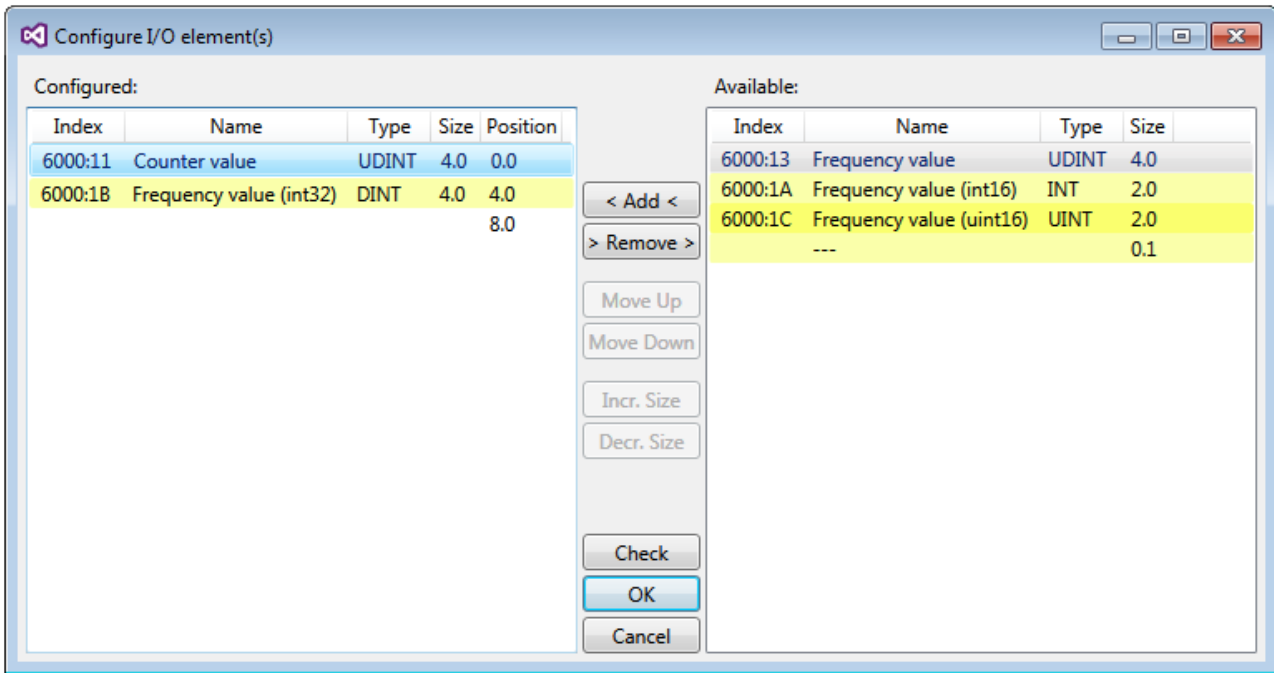 Configure I/O element(s)
Configured:
Index Name Type Size Position
6000:11 Counter value UDINT 4.0 0.0
6000:1B Frequency value (int32) DINT 4.0 4.0
8.0
< Add <
> Remove >
Move Up
Move Down
Incr. Size
Decr. Size
Check
OK
Cancel
Available:
Index Name Type Size
6000:13 Frequency value UDINT 4.0
6000:1A Frequency value (int16) INT 2.0
6000:1C Frequency value (uint16) UINT 2.0
--- 0.1